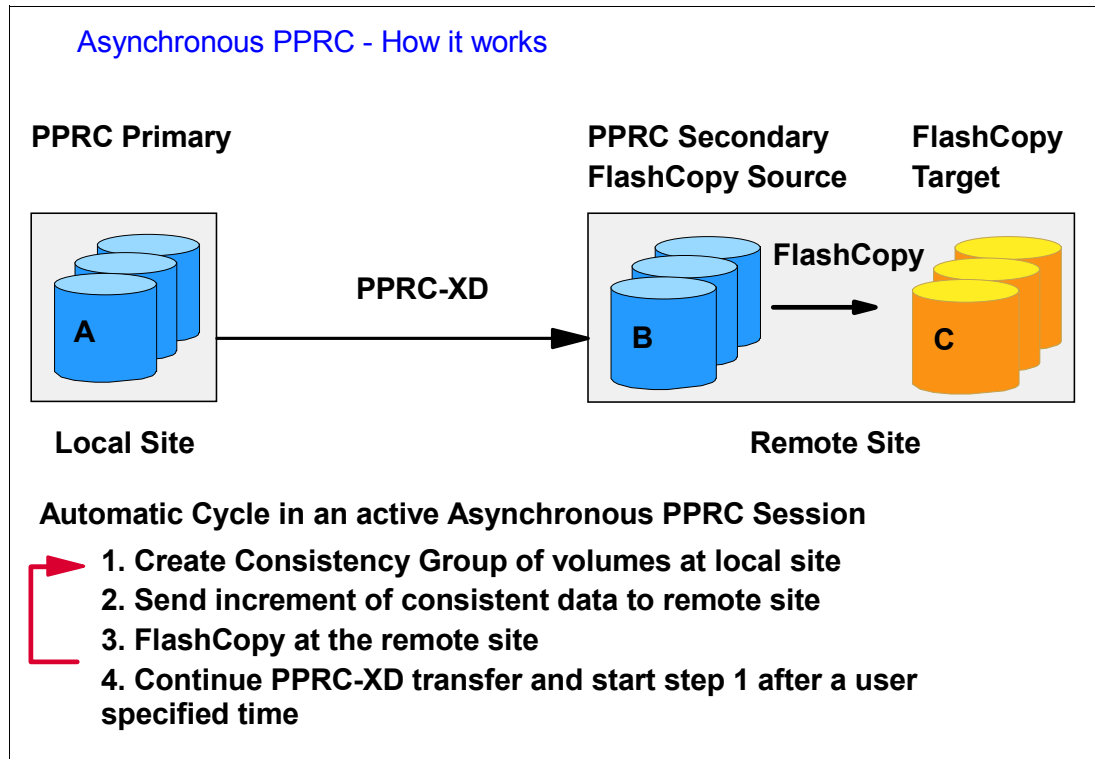 Asynchronous PPRC - How it works
PPRC Primary
PPRC Secondary
FlashCopy Source
FlashCopy
Target
A
PPRC-XD
B
FlashCopy
C
Local Site
Remote Site
Automatic Cycle in an active Asynchronous PPRC Session
1. Create Consistency Group of volumes at local site
2. Send increment of consistent data to remote site
3. FlashCopy at the remote site
4. Continue PPRC-XD transfer and start step 1 after a user
specified time